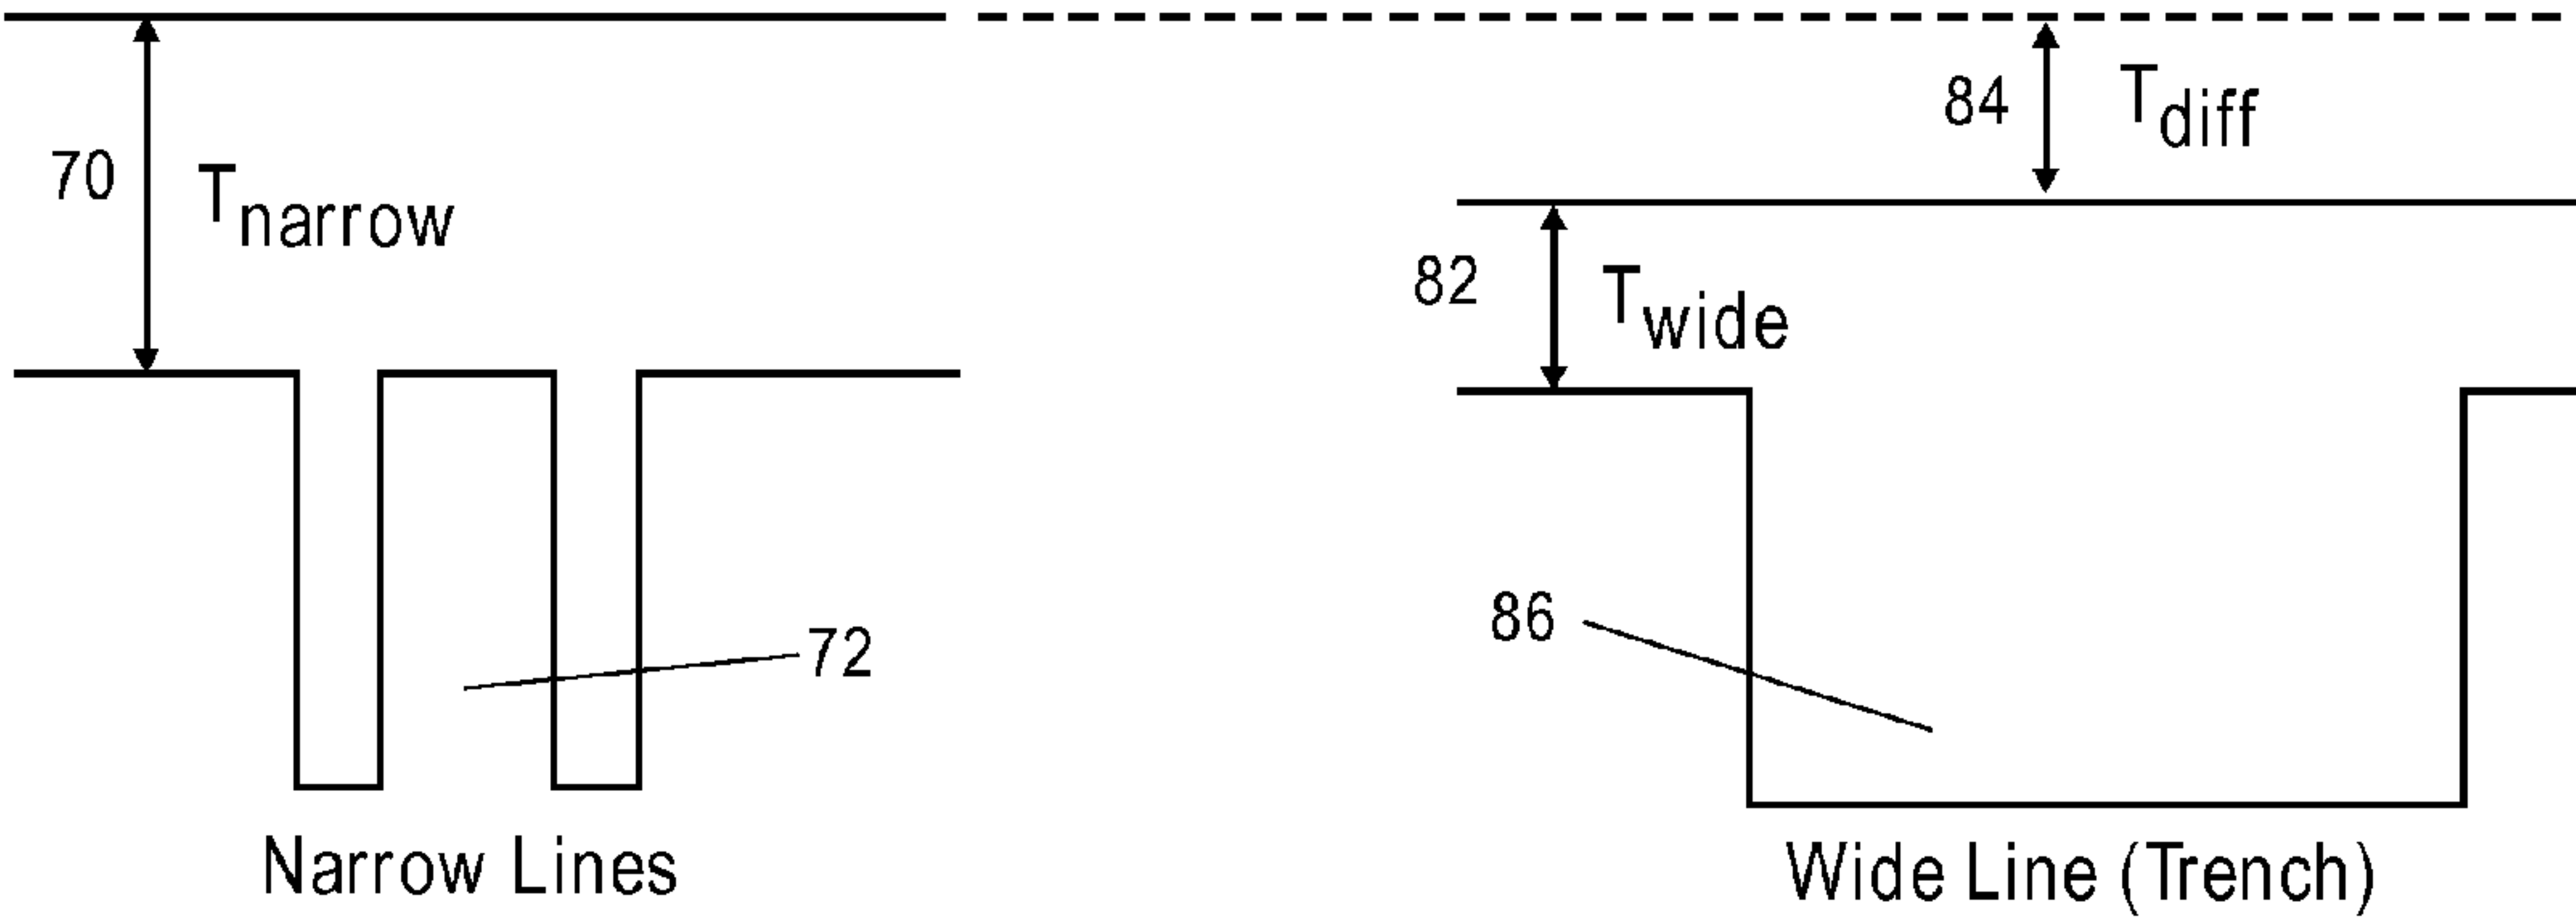 70
Tnarrow
84
Tdiff
82
Twide
72
86
Narrow Lines
Wide Line (Trench)